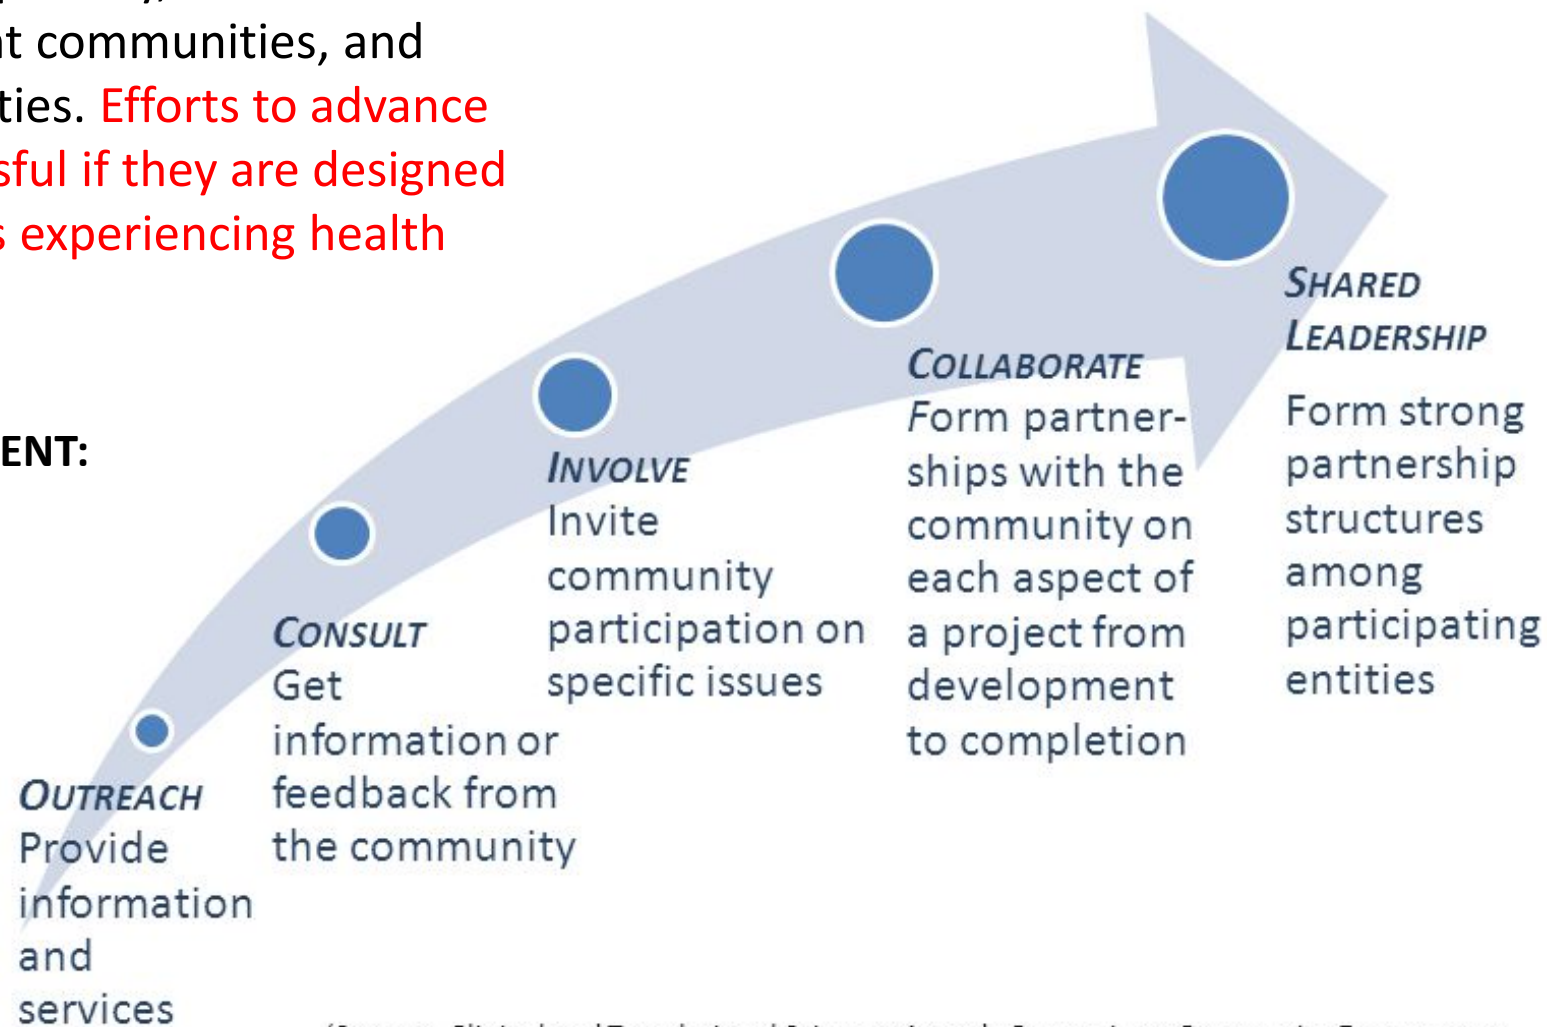 t communities, and
ties. Efforts to advance
sful if they are designed
s experiencing health
ENT:
OUTREACH
Provide
information
and
services
CONSULT
Get
information or
feedback from
the community
INVOLVE
Invite
community
participation on
specific issues
COLLABORATE
Form partner-
ships with the
community on
each aspect of
a project from
development
to completion
SHARED
LEADERSHIP
Form strong
partnership
structures
among
participating
entities